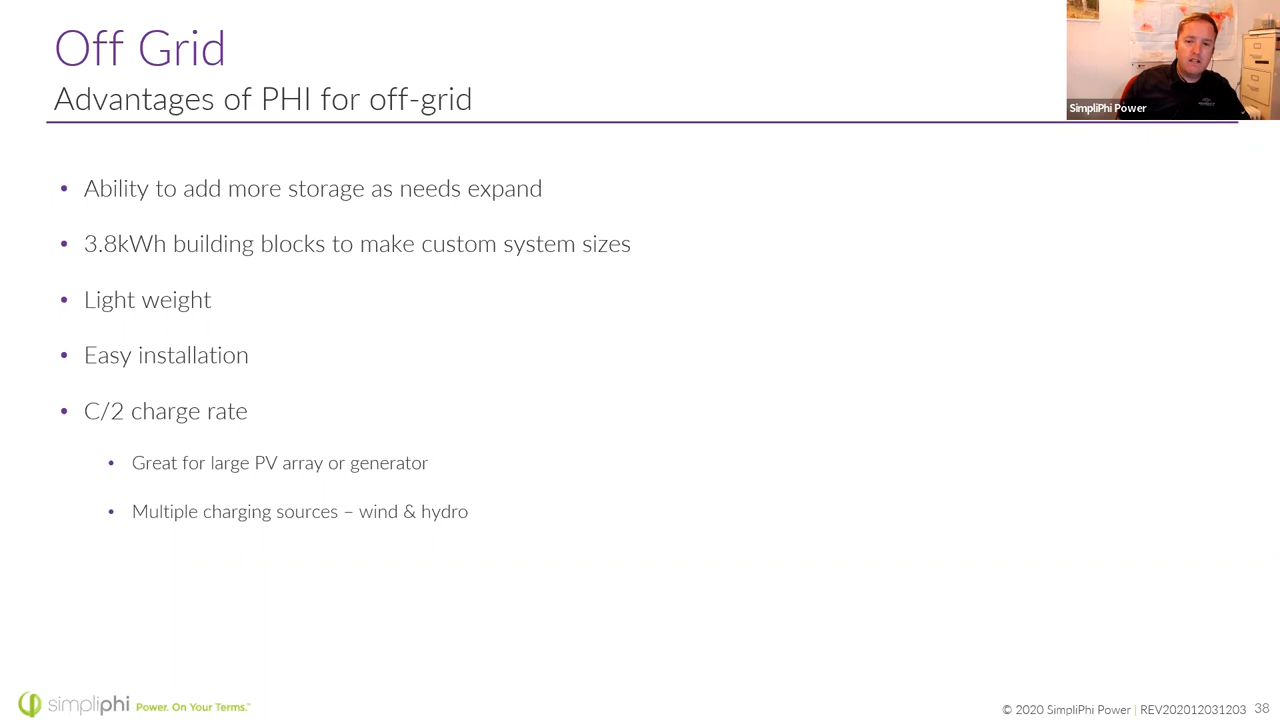 Off Grid
Advantages of PHI for off-grid
SimpliPhi Power
• Ability to add more storage as needs expand
• 3.8kWh building blocks to make custom system sizes
• Light weight
• Easy installation
• C/2 charge rate
• Great for large PV array or generator
• Multiple charging sources – wind & hydro
simpliphi Power. On Your Terms.™
© 2020 SimpliPhi Power | REV202012031203 38